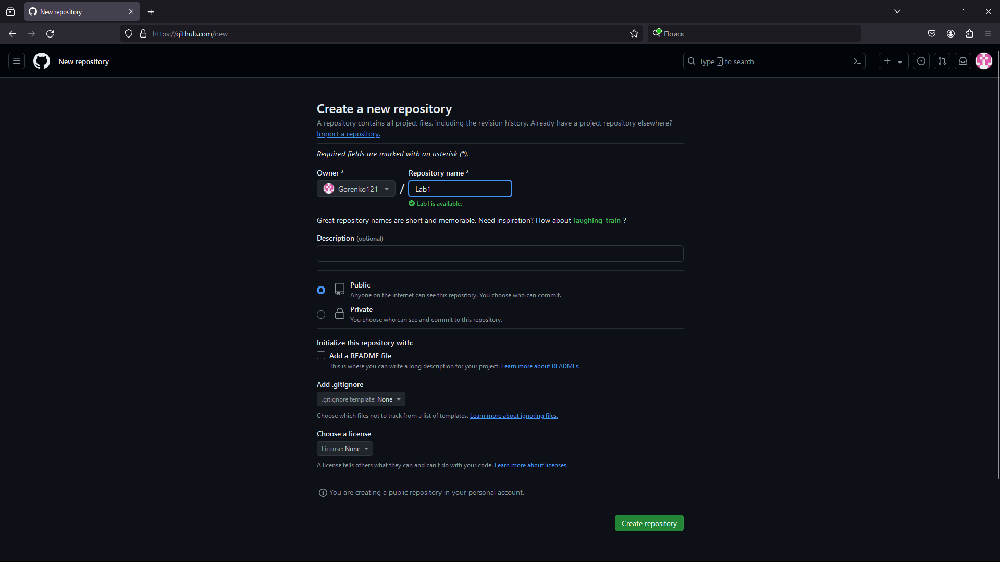 New repository
https://github.com/new
Поиск
New repository
Type / to search
Create a new repository
A repository contains all project files, including the revision history. Already have a project repository elsewhere?
Import a repository.
Required fields are marked with an asterisk (*).
Owner * Repository name *
Gorenko121 / Lab1
Lab1 is available.
Great repository names are short and memorable. Need inspiration? How about laughing-train ?
Description (optional)
Public
Anyone on the internet can see this repository. You choose who can commit.
Private
You choose who can see and commit to this repository.
Initialize this repository with:
Add a README file
This is where you can write a long description for your project. Learn more about READMEs.
Add .gitignore
.gitignore template: None
Choose which files not to track from a list of templates. Learn more about ignoring files.
Choose a license
License: None
A license tells others what they can and can't do with your code. Learn more about licenses.
You are creating a public repository in your personal account.
Create repository